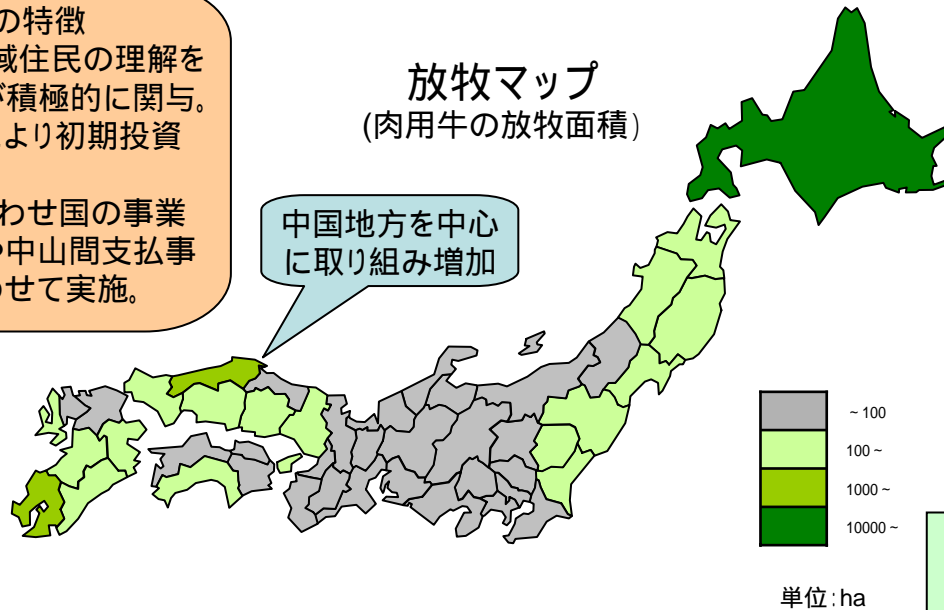 の特徴
域住民の理解を
が積極的に関与。
より初期投資
わせ国の事業
や中山間支払事
わせて実施。
放牧マップ
(肉用牛の放牧面積)
中国地方を中心
に取り組み増加
~100
100~
1000~
10000~
単位:ha